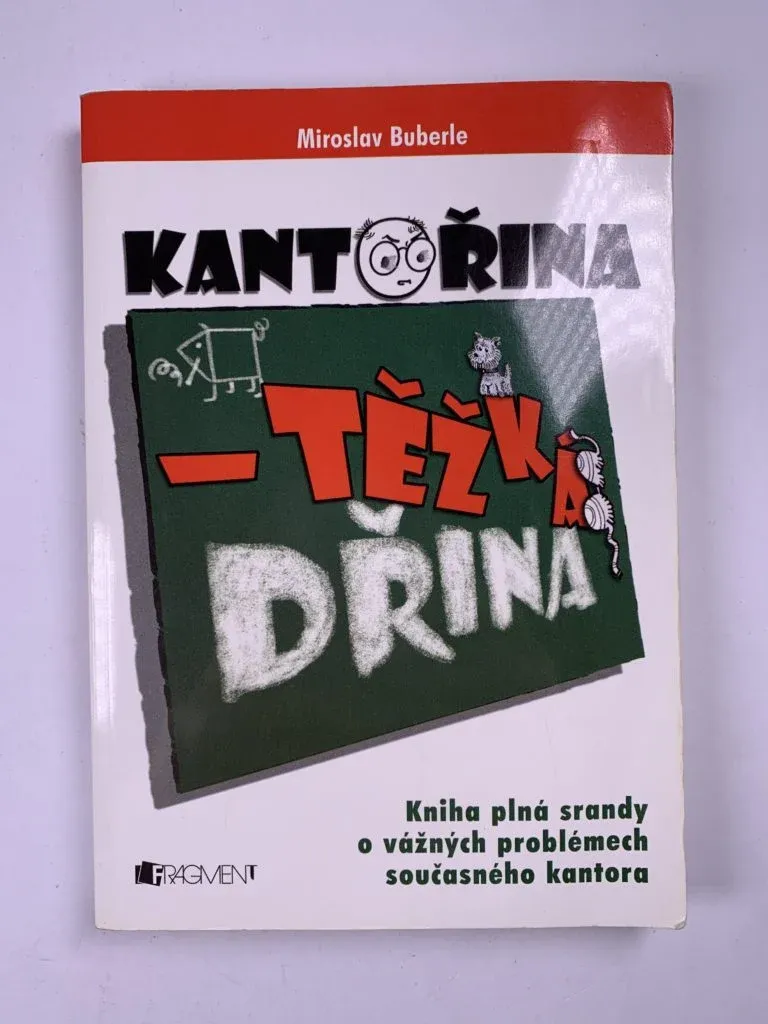 Miroslav Buberle
KANTOŘINA
– TĚŽKÁ
DŘINA
Kniha plná srandy
o vážných problémech
současného kantora
FRAGMENT